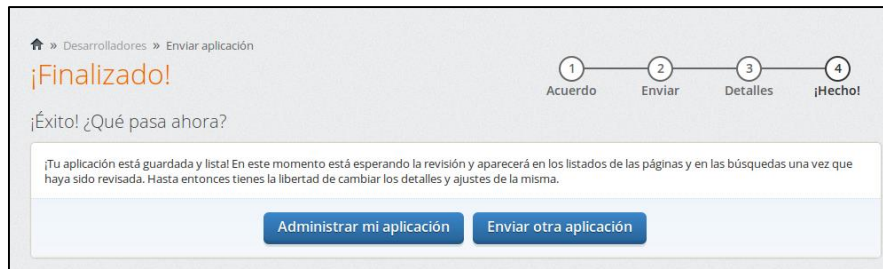 » Desarrolladores » Enviar aplicación
¡Finalizado!
1 2 3 4
Acuerdo Enviar Detalles ¡Hecho!
¡Éxito! ¿Qué pasa ahora?
¡Tu aplicación está guardada y lista! En este momento está esperando la revisión y aparecerá en los listados de las páginas y en las búsquedas una vez que
haya sido revisada. Hasta entonces tienes la libertad de cambiar los detalles y ajustes de la misma.
Administrar mi aplicación Enviar otra aplicación